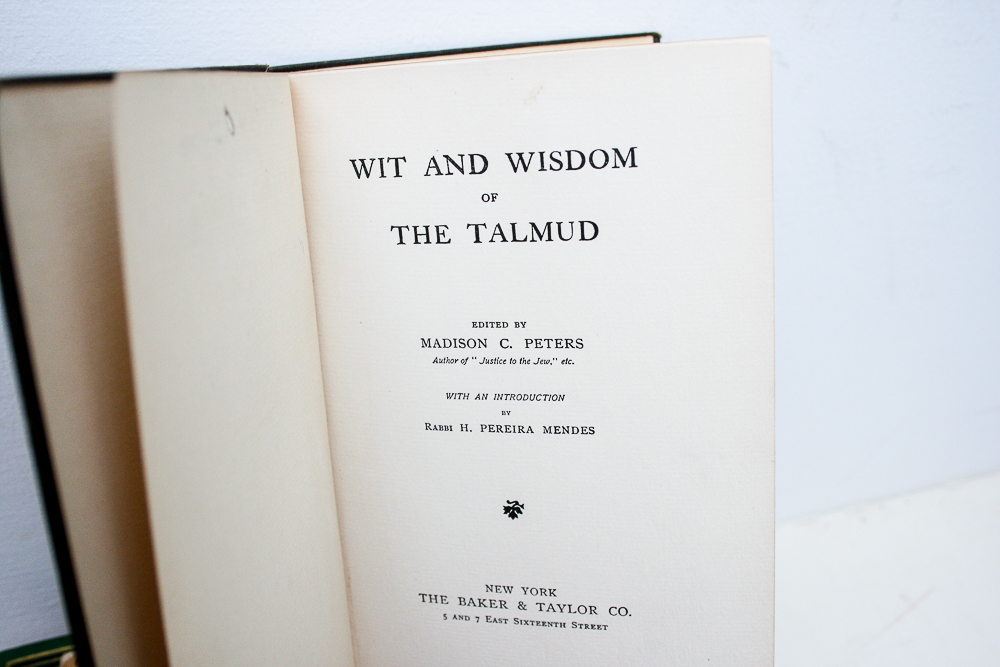 WIT AND WISDOM
OF
THE TALMUD
EDITED BY
MADISON C. PETERS
Author of "Justice to the Jew," etc.
WITH AN INTRODUCTION
BY
RABBI H. PEREIRA MENDES
NEW YORK
THE BAKER & TAYLOR CO.
5 AND 7 EAST SIXTEENTH STREET